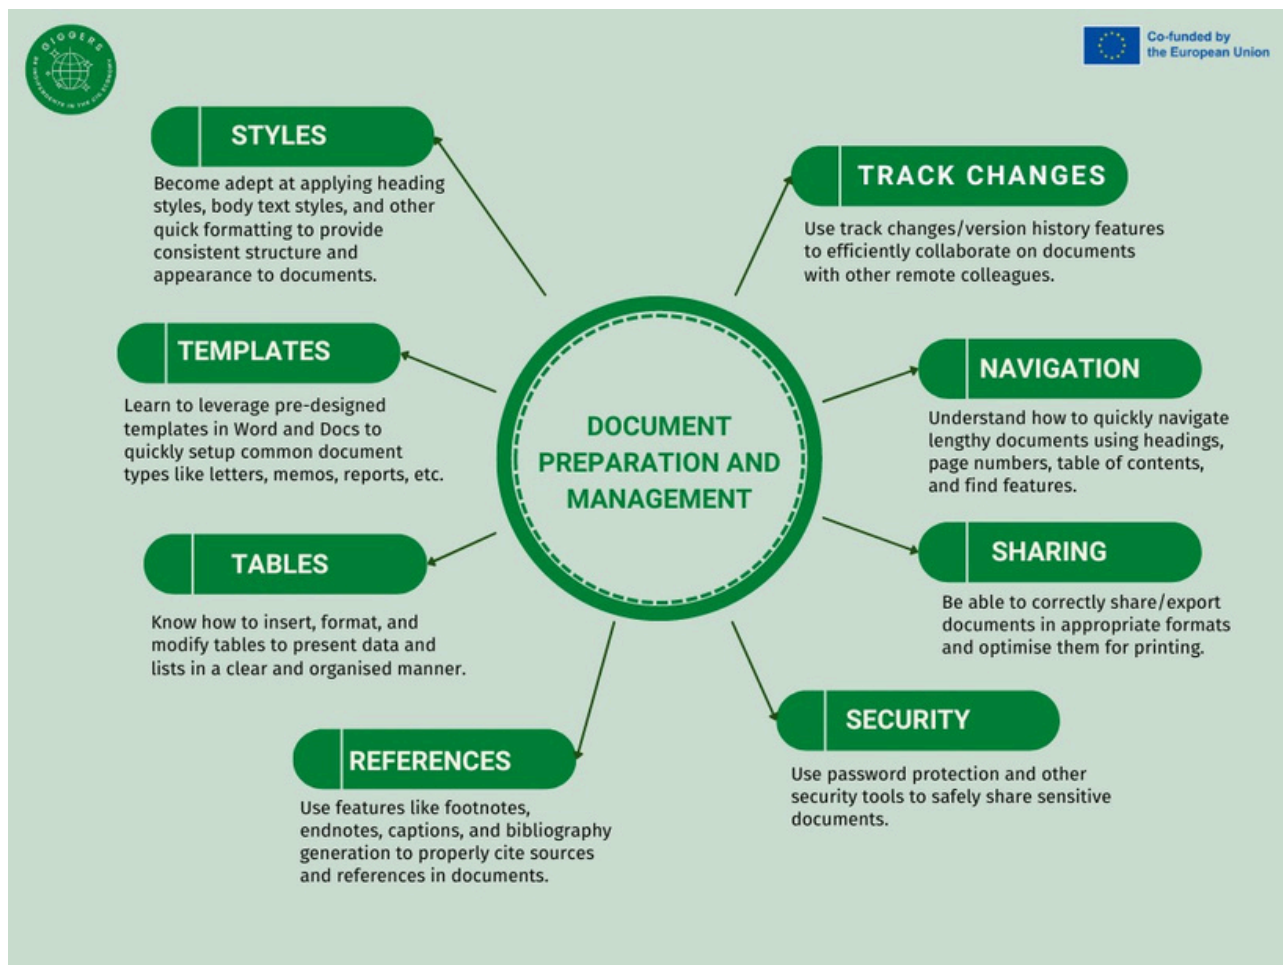 GIGGERS
BE INDIPENDENTS IN THE GIG ECONOMY
Co-funded by
the European Union
STYLES
Become adept at applying heading
styles, body text styles, and other
quick formatting to provide
consistent structure and
appearance to documents.
TEMPLATES
Learn to leverage pre-designed
templates in Word and Docs to
quickly setup common document
types like letters, memos, reports, etc.
TABLES
Know how to insert, format, and
modify tables to present data and
lists in a clear and organised manner.
REFERENCES
Use features like footnotes,
endnotes, captions, and bibliography
generation to properly cite sources
and references in documents.
DOCUMENT
PREPARATION AND
MANAGEMENT
TRACK CHANGES
Use track changes/version history features
to efficiently collaborate on documents
with other remote colleagues.
NAVIGATION
Understand how to quickly navigate
lengthy documents using headings,
page numbers, table of contents,
and find features.
SHARING
Be able to correctly share/export
documents in appropriate formats
and optimise them for printing.
SECURITY
Use password protection and other
security tools to safely share sensitive
documents.